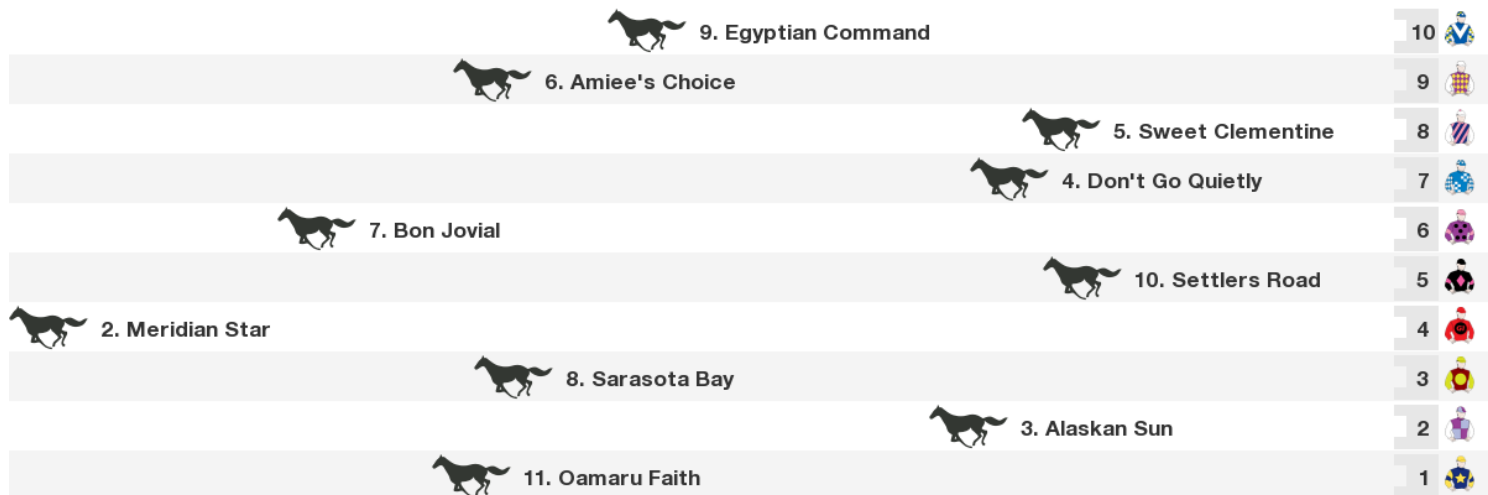 9. Egyptian Command 10
6. Amiee's Choice 9
5. Sweet Clementine 8
4. Don't Go Quietly 7
7. Bon Jovial 6
10. Settlers Road 5
2. Meridian Star 4
8. Sarasota Bay 3
3. Alaskan Sun 2
11. Oamaru Faith 1